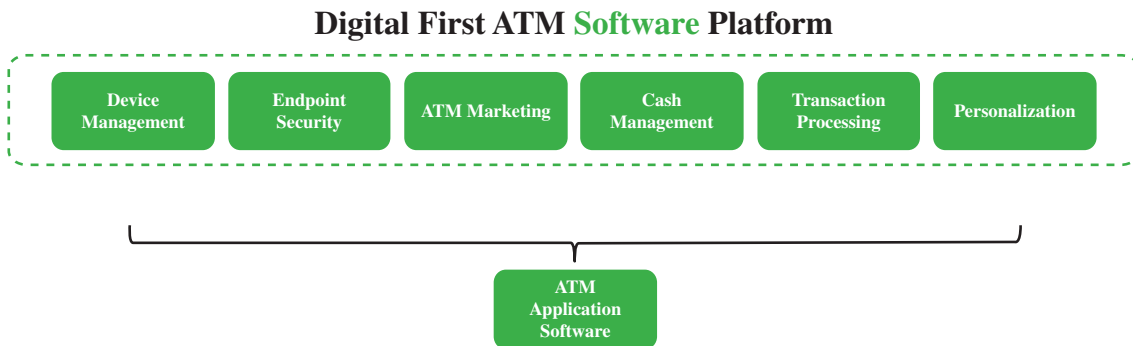 Digital First ATM Software Platform
Device
Management
Endpoint
Security
ATM Marketing
Cash
Management
Transaction
Processing
Personalization
ATM
Application
Software